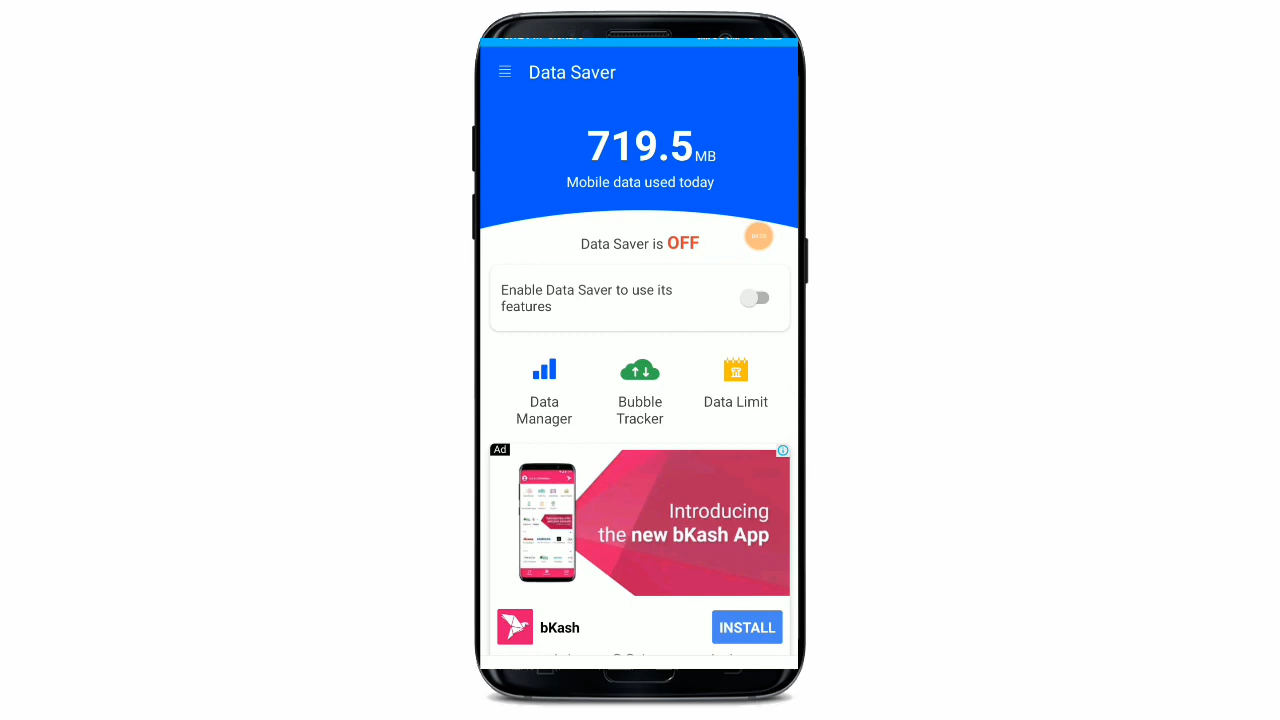 Data Saver
719.5 MB
Mobile data used today
Data Saver is OFF
Enable Data Saver to use its
features
Data
Manager
Bubble
Tracker
Data Limit
Ad
Introducing
the new bKash App
bKash
INSTALL